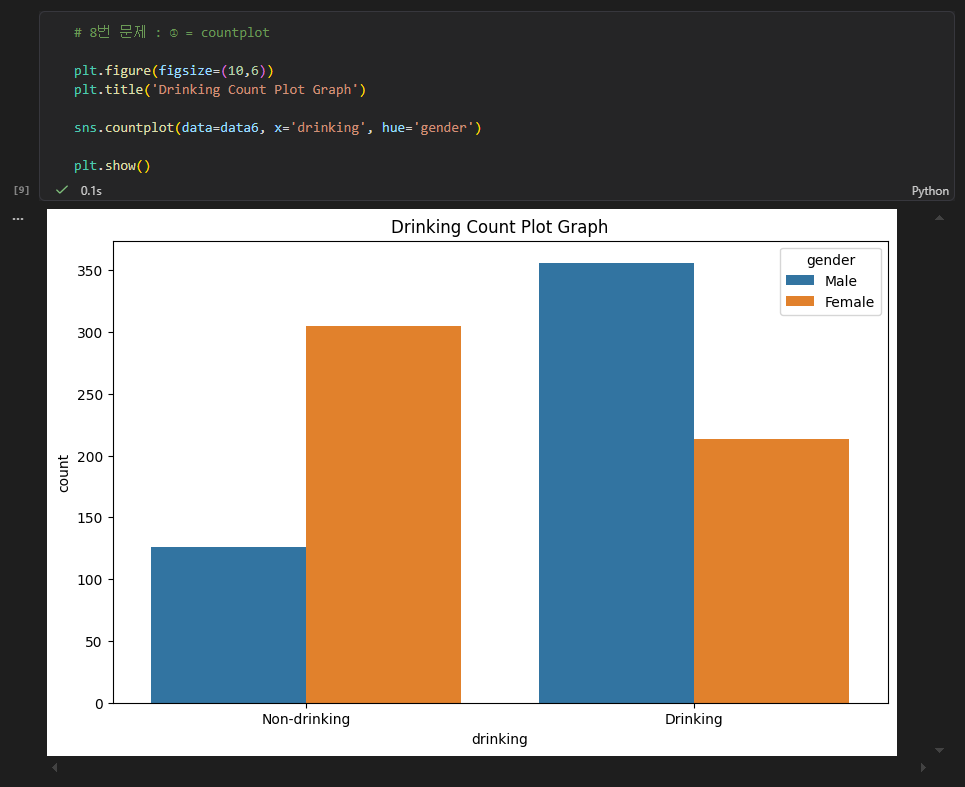 # 8번 문제 : ① = countplot
plt.figure(figsize=(10,6))
plt.title('Drinking Count Plot Graph')
sns.countplot(data=data6, x='drinking', hue='gender')
plt.show()
[9] ✓ 0.1s Python
...
Drinking Count Plot Graph
gender
Male
Female
350
300
250
200
150
100
50
0
count
Non-drinking Drinking
drinking